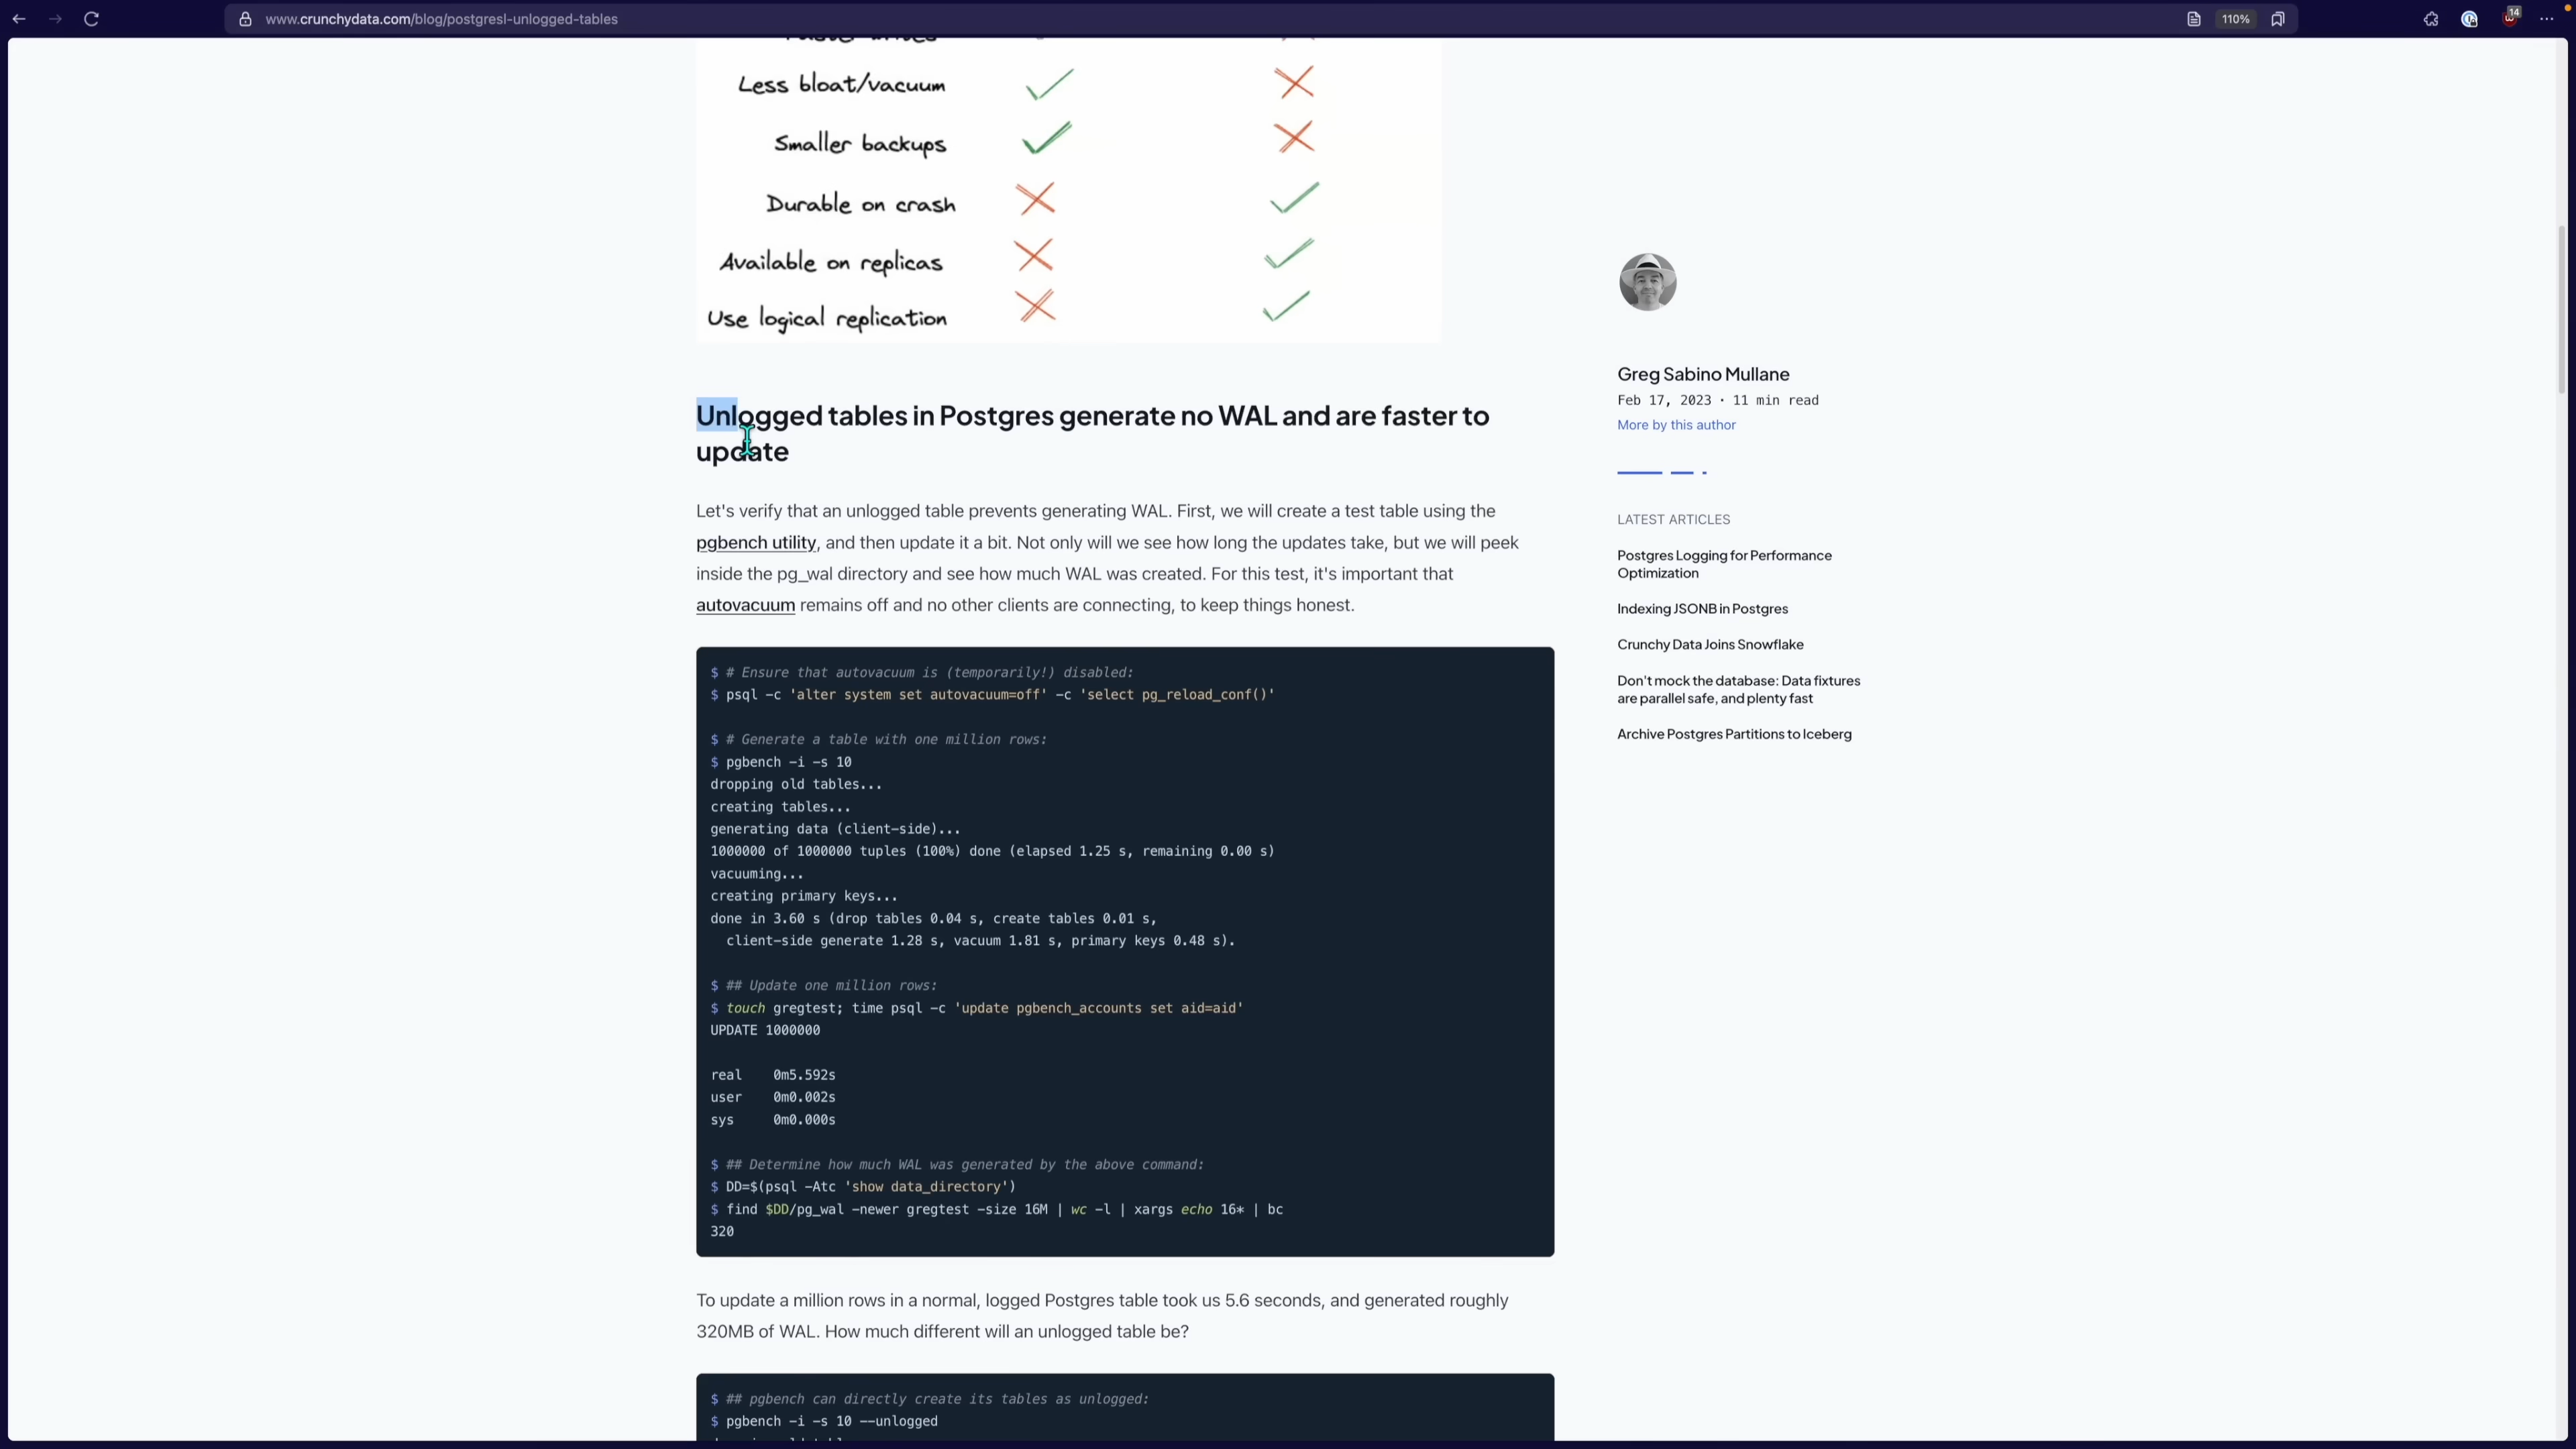 www.crunchydata.com/blog/postgresl-unlogged-tables
110%
14
Less bloat/vacuum
Smaller backups
Durable on crash
Available on replicas
Use logical replication
Unlogged tables in Postgres generate no WAL and are faster to
update
Let's verify that an unlogged table prevents generating WAL. First, we will create a test table using the
pgbench utility, and then update it a bit. Not only will we see how long the updates take, but we will peek
inside the pg_wal directory and see how much WAL was created. For this test, it's important that
autovacuum remains off and no other clients are connecting, to keep things honest.
$ # Ensure that autovacuum is (temporarily!) disabled:
$ psql -c 'alter system set autovacuum=off' -c 'select pg_reload_conf()'
$ # Generate a table with one million rows:
$ pgbench -i -s 10
dropping old tables...
creating tables...
generating data (client-side)...
1000000 of 1000000 tuples (100%) done (elapsed 1.25 s, remaining 0.00 s)
vacuuming...
creating primary keys...
done in 3.60 s (drop tables 0.04 s, create tables 0.01 s,
client-side generate 1.28 s, vacuum 1.81 s, primary keys 0.48 s).
$ ## Update one million rows:
$ touch gregtest; time psql -c 'update pgbench_accounts set aid=aid'
UPDATE 1000000
real 0m5.592s
user 0m0.002s
sys 0m0.000s
$ ## Determine how much WAL was generated by the above command:
$ DD=$(psql -Atc 'show data_directory')
$ find $DD/pg_wal -newer gregtest -size 16M | wc -l | xargs echo 16* | bc
320
To update a million rows in a normal, logged Postgres table took us 5.6 seconds, and generated roughly
320MB of WAL. How much different will an unlogged table be?
$ ## pgbench can directly create its tables as unlogged:
$ pgbench -i -s 10 --unlogged
Greg Sabino Mullane
Feb 17, 2023 · 11 min read
More by this author
LATEST ARTICLES
Postgres Logging for Performance
Optimization
Indexing JSONB in Postgres
Crunchy Data Joins Snowflake
Don't mock the database: Data fixtures
are parallel safe, and plenty fast
Archive Postgres Partitions to Iceberg